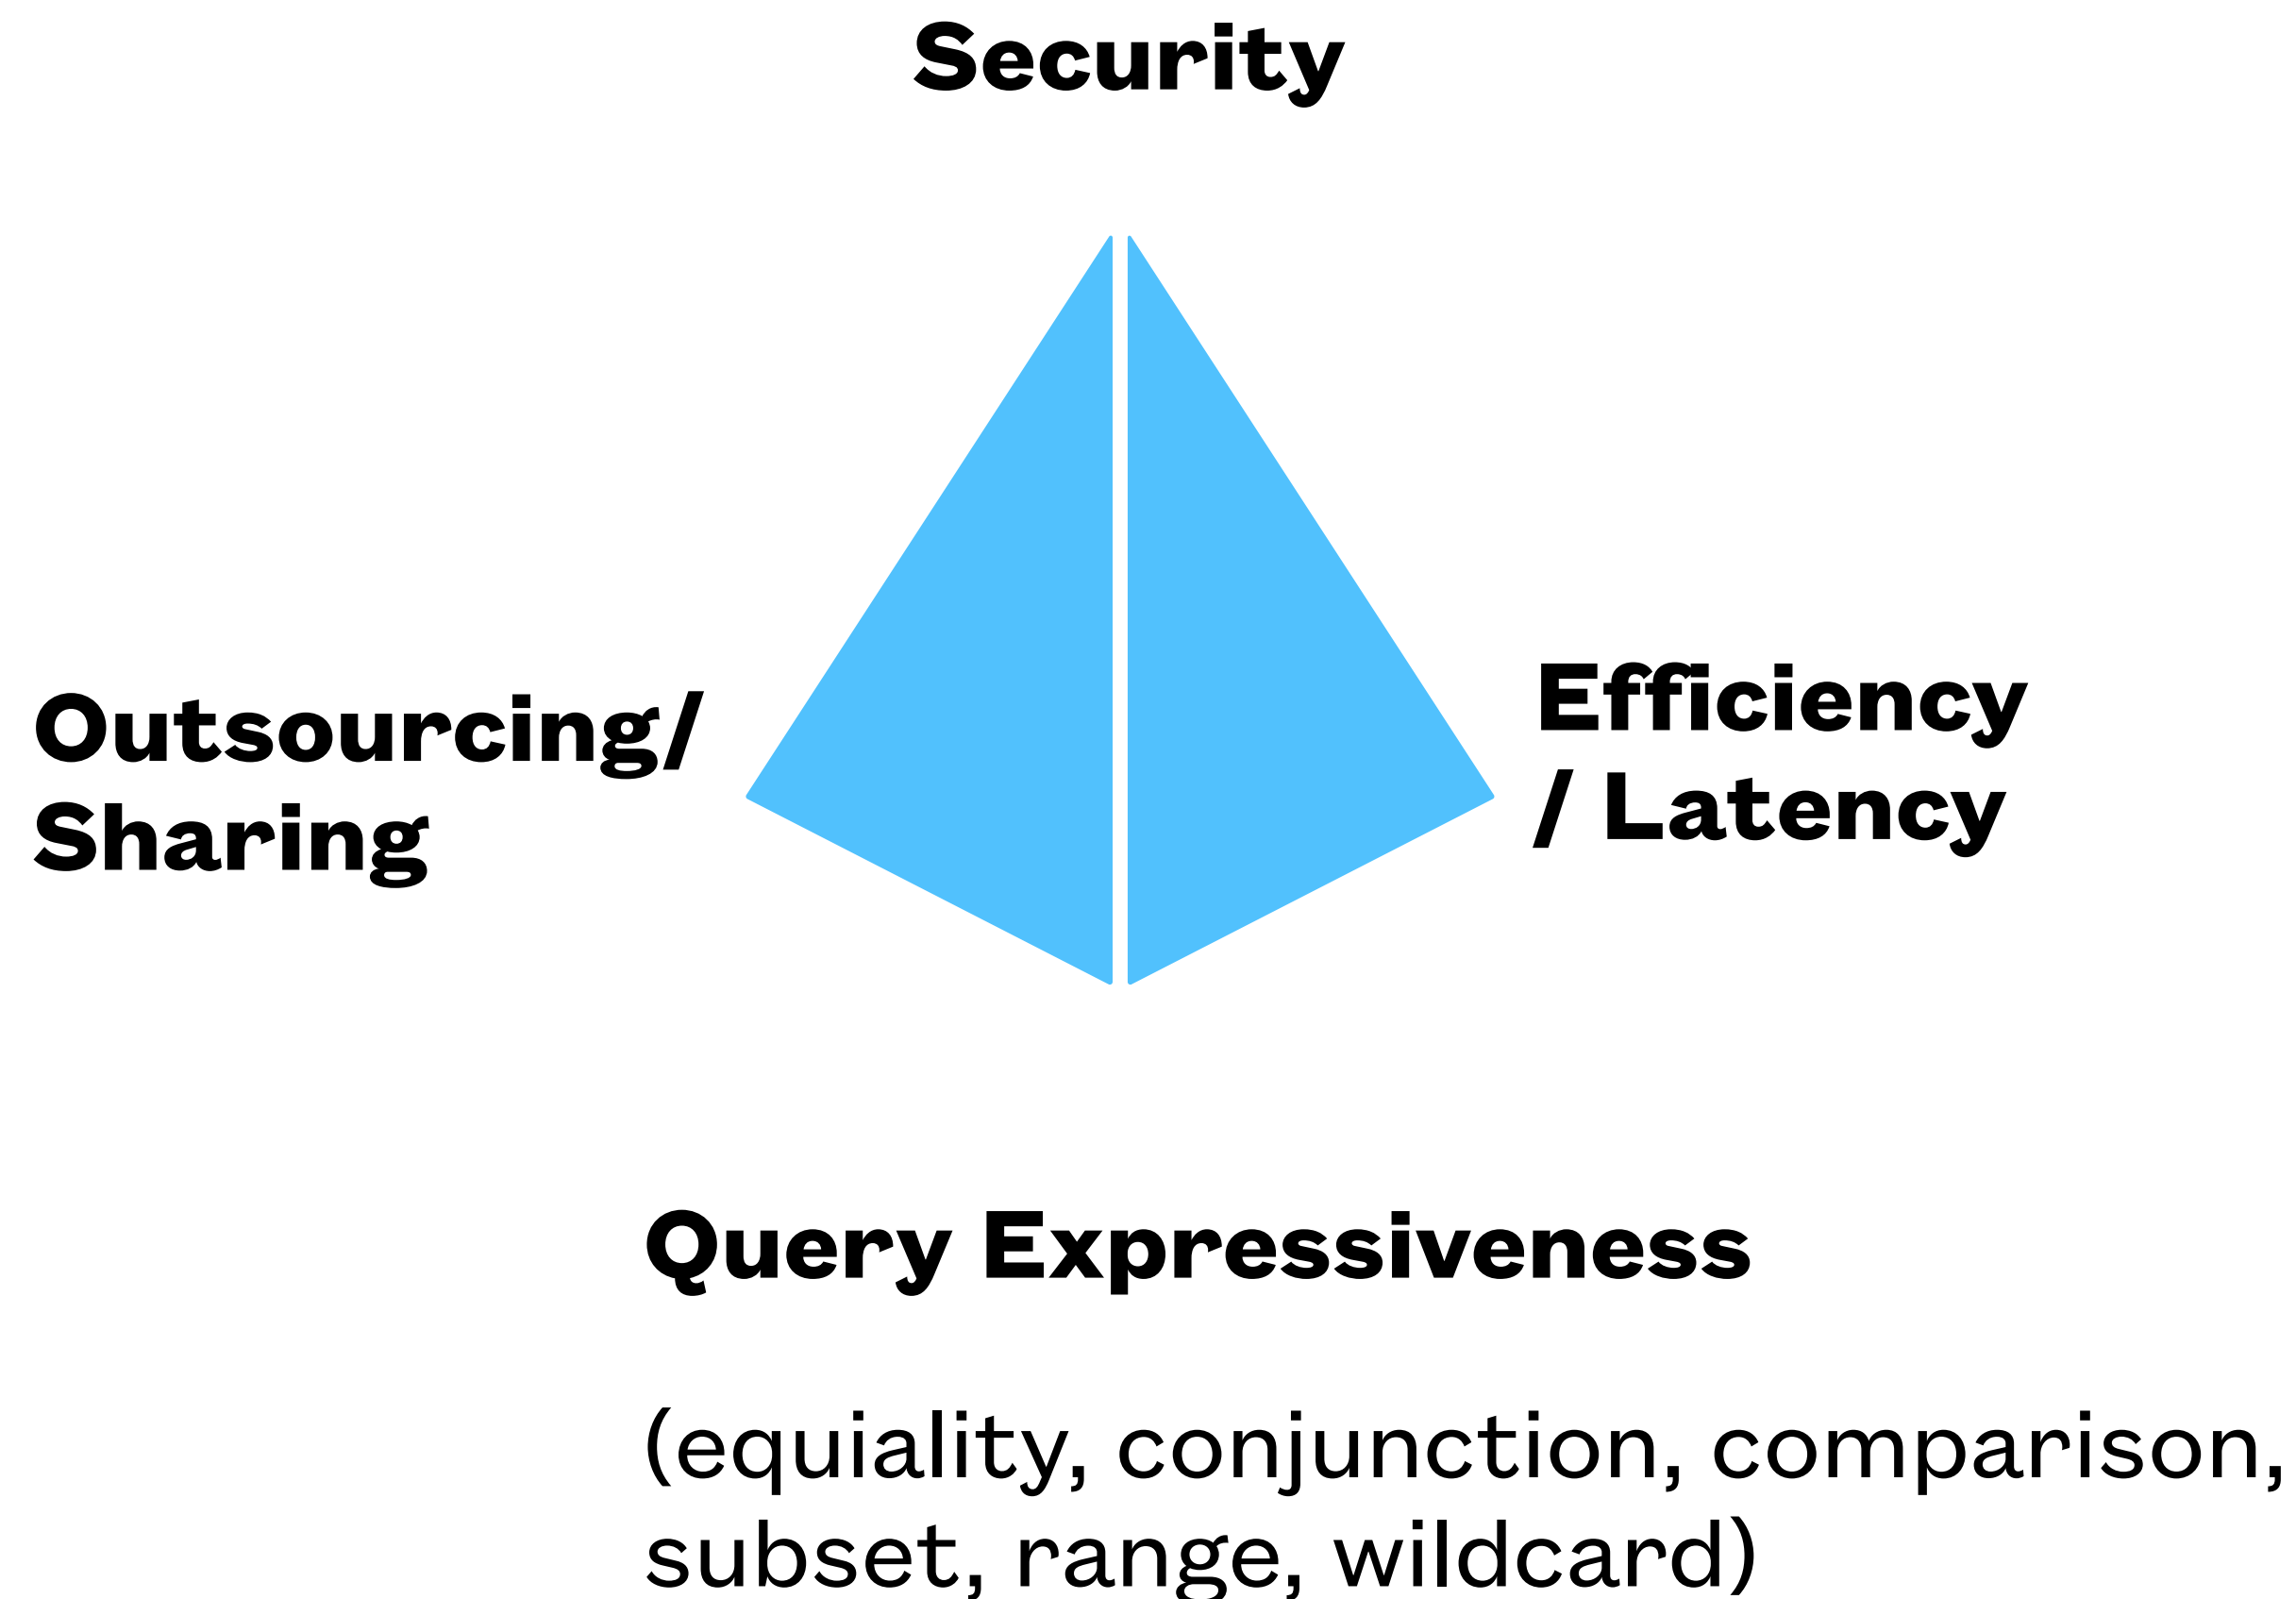 Security
Outsourcing/
Sharing
Efficiency
/ Latency
Query Expressiveness
(equiality, conjunction, comparison,
subset, range, wildcard)